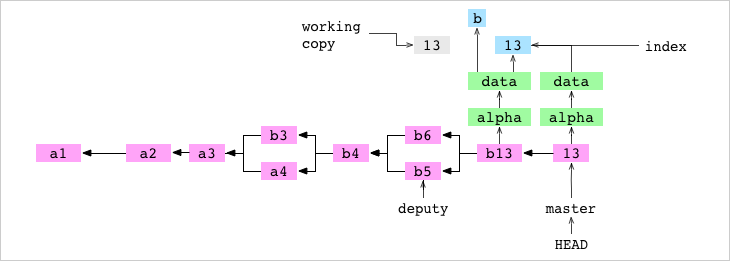 b
working
copy
13
13
index
data
data
alpha
alpha
b3
b6
a1
a2
a3
b4
b13
13
a4
b5
deputy
master
HEAD